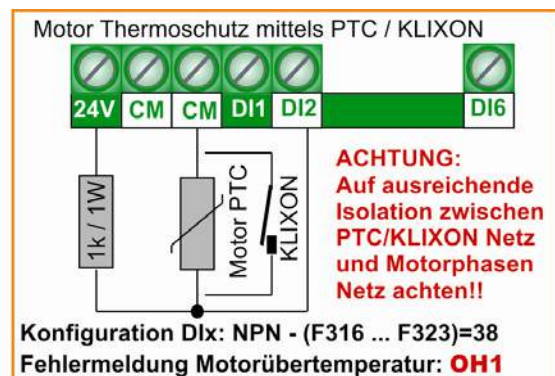 Motor Thermoschutz mittels PTC / KLIXON
24V CM CM DI1 DI2 DI6
1k / 1W
Motor PTC
KLIXON
ACHTUNG:
Auf ausreichende
Isolation zwischen
PTC/KLIXON Netz
und Motorphasen
Netz achten!!
Konfiguration DIx: NPN - (F316 ... F323)=38
Fehlermeldung Motorübertemperatur: OH1